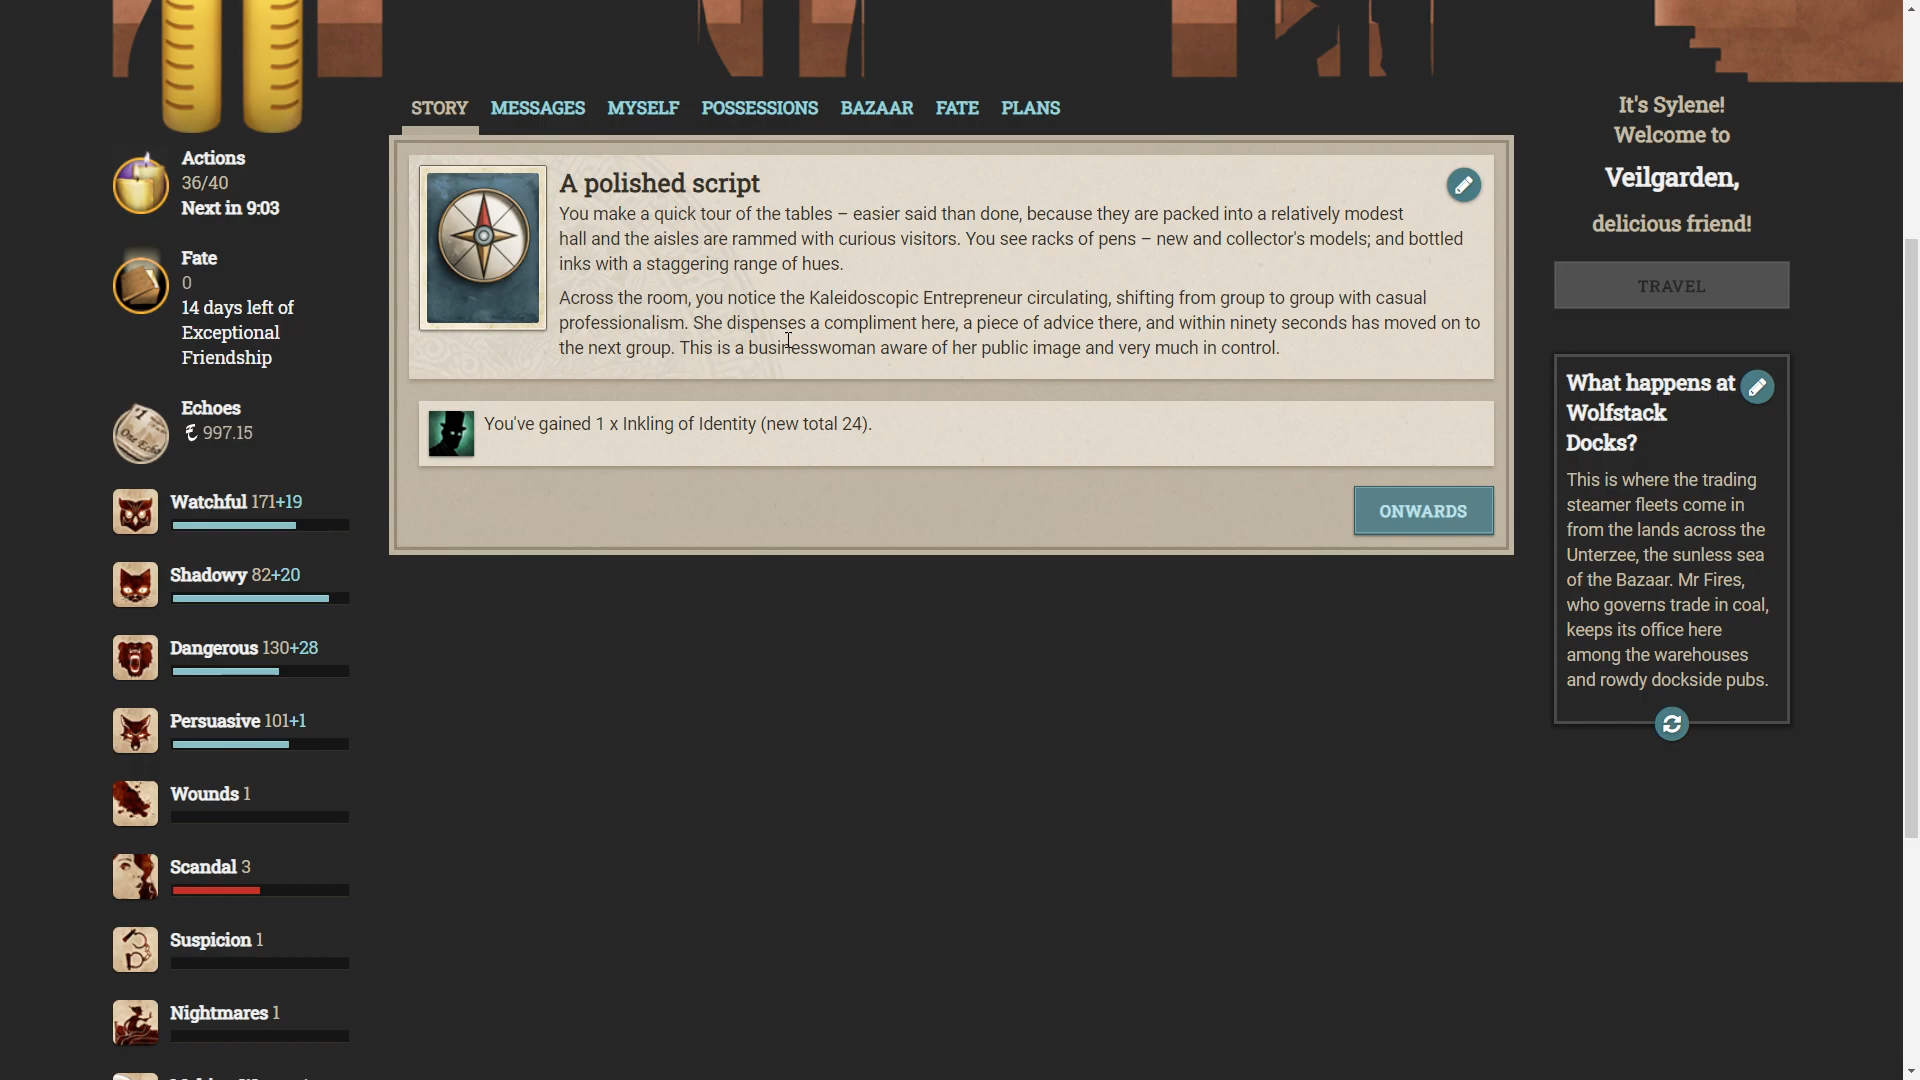 STORY MESSAGES MYSELF POSSESSIONS BAZAAR FATE PLANS
Actions
36/40
Next in 9:03
Fate
0
14 days left of
Exceptional
Friendship
Echoes
997.15
Watchful 171+19
Shadowy 82+20
Dangerous 130+28
Persuasive 101+1
Wounds 1
Scandal 3
Suspicion 1
Nightmares 1
A polished script
You make a quick tour of the tables – easier said than done, because they are packed into a relatively modest
hall and the aisles are rammed with curious visitors. You see racks of pens – new and collector's models; and bottled
inks with a staggering range of hues.
Across the room, you notice the Kaleidoscopic Entrepreneur circulating, shifting from group to group with casual
professionalism. She dispenses a compliment here, a piece of advice there, and within ninety seconds has moved on to
the next group. This is a businesswoman aware of her public image and very much in control.
You've gained 1 x Inkling of Identity (new total 24).
ONWARDS
It's Sylene!
Welcome to
Veilgarden,
delicious friend!
TRAVEL
What happens at
Wolfstack
Docks?
This is where the trading
steamer fleets come in
from the lands across the
Unterzee, the sunless sea
of the Bazaar. Mr Fires,
who governs trade in coal,
keeps its office here
among the warehouses
and rowdy dockside pubs.